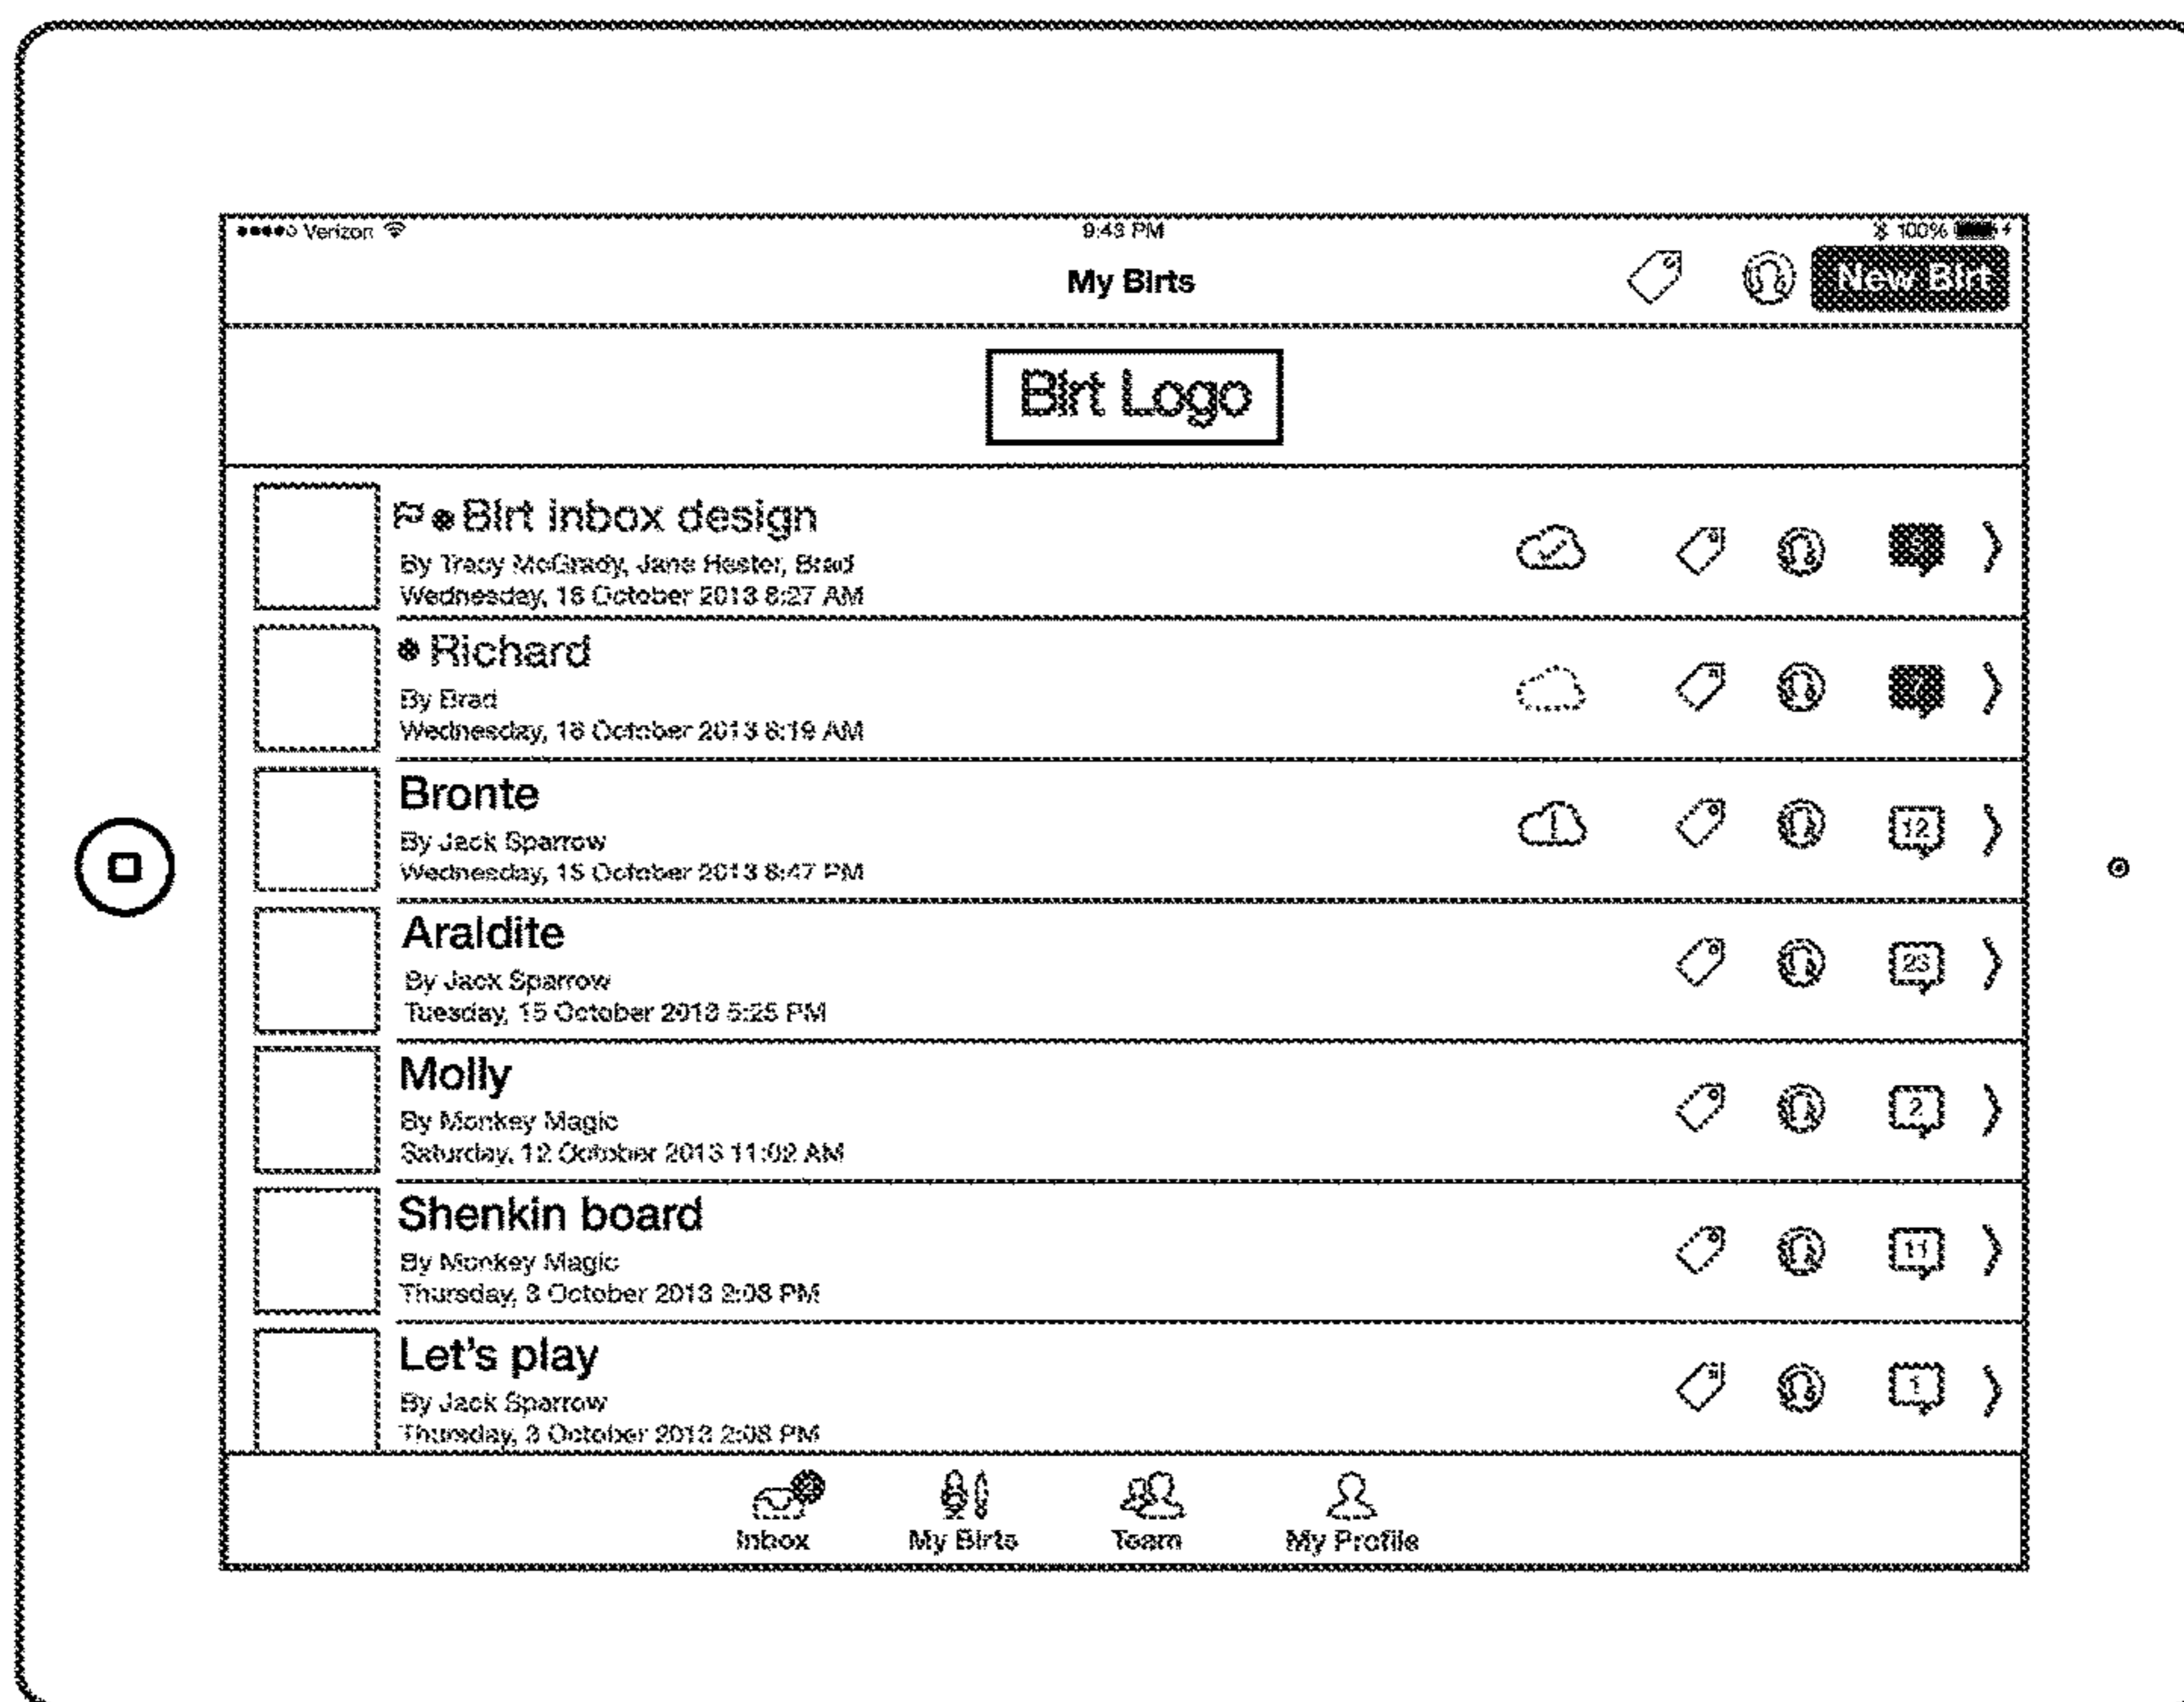 Verizon 9:43 PM 100%
My Birts New Birt
Birt Logo
Birt inbox design
By Tracy McGrady, Jane Hester, Brad
Wednesday, 16 October 2013 8:27 AM
Richard
By Brad
Wednesday, 16 October 2013 8:19 AM
7
Bronte
By Jack Sparrow
Wednesday, 15 October 2013 8:47 PM
12
Araldite
By Jack Sparrow
Tuesday, 15 October 2013 5:25 PM
23
Molly
By Monkey Magic
Saturday, 12 October 2013 11:02 AM
2
Shenkin board
By Monkey Magic
Thursday, 3 October 2013 2:08 PM
11
Let's play
By Jack Sparrow
Thursday, 3 October 2013 2:08 PM
1
Inbox My Birts Team My Profile